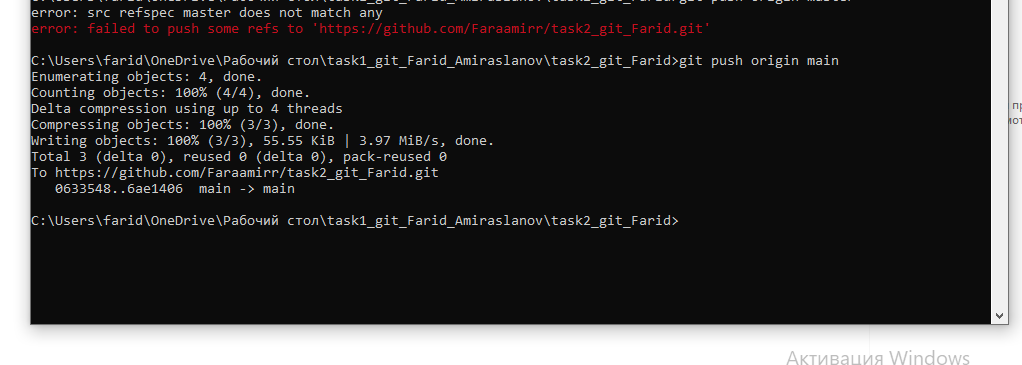 error: src refspec master does not match any
error: failed to push some refs to 'https://github.com/Faraamirr/task2_git_Farid.git'
C:\Users\farid\OneDrive\Рабочий стол\task1_git_Farid_Amiraslanov\task2_git_Farid>git push origin main
Enumerating objects: 4, done.
Counting objects: 100% (4/4), done.
Delta compression using up to 4 threads
Compressing objects: 100% (3/3), done.
Writing objects: 100% (3/3), 55.55 KiB | 3.97 MiB/s, done.
Total 3 (delta 0), reused 0 (delta 0), pack-reused 0
To https://github.com/Faraamirr/task2_git_Farid.git
0633548..6ae1406  main -> main
C:\Users\farid\OneDrive\Рабочий стол\task1_git_Farid_Amiraslanov\task2_git_Farid>
Активация Windows